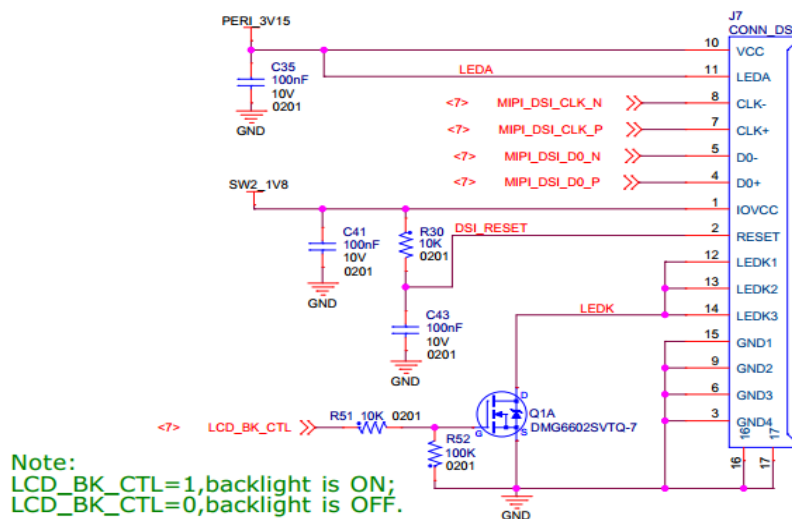 PERI_3V15
J7
CONN_DS
C35
100nF
10V
0201
GND
LEDA
10 VCC
11 LEDA
<7> MIPI_DSI_CLK_N 8 CLK-
<7> MIPI_DSI_CLK_P 7 CLK+
<7> MIPI_DSI_D0_N 5 D0-
<7> MIPI_DSI_D0_P 4 D0+
SW2_1V8
1 IOVCC
C41
100nF
10V
0201
GND
R30
10K
0201
DSI_RESET
2 RESET
12 LEDK1
13 LEDK2
LEDK
14 LEDK3
C43
100nF
10V
0201
GND
15 GND1
9 GND2
6 GND3
3 GND4
16
17
16
17
<7> LCD_BK_CTL
R51 10K 0201
R52
100K
0201
D
G
S
Q1A
DMG6602SVTQ-7
GND
Note:
LCD_BK_CTL=1,backlight is ON;
LCD_BK_CTL=0,backlight is OFF.